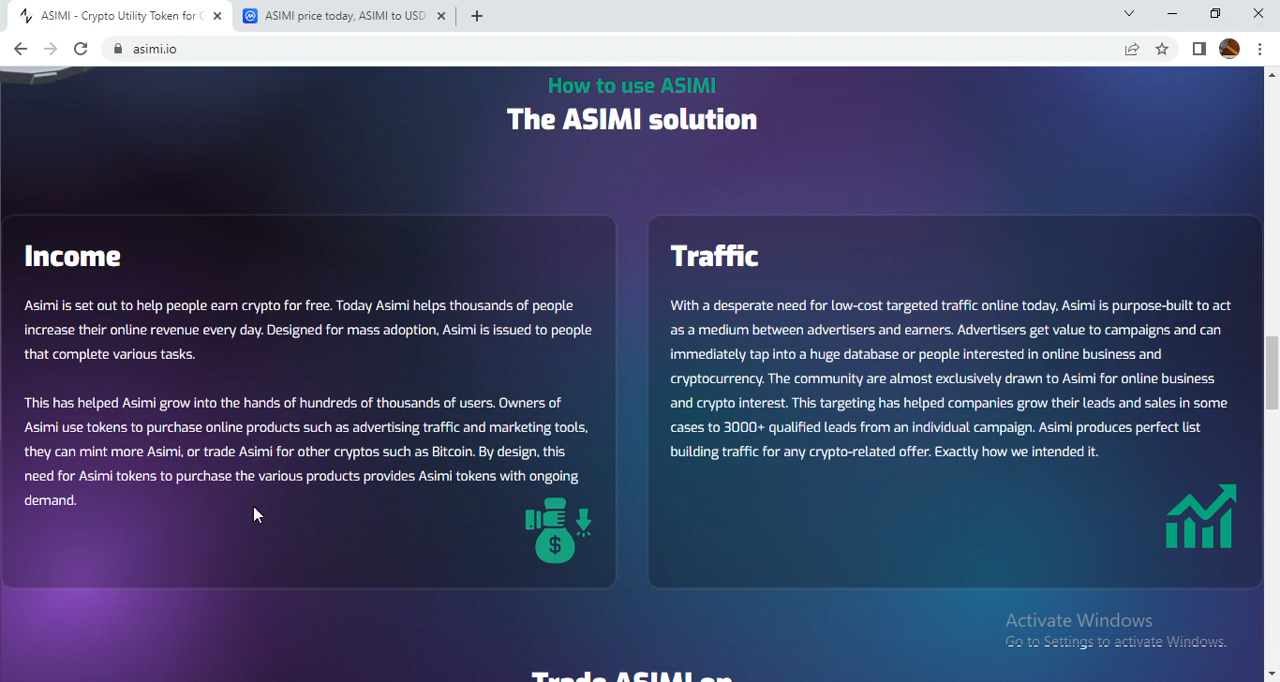 ASIMI - Crypto Utility Token for
ASIMI price today, ASIMI to USD
asimi.io
How to use ASIMI
The ASIMI solution
Income
Asimi is set out to help people earn crypto for free. Today Asimi helps thousands of people
increase their online revenue every day. Designed for mass adoption, Asimi is issued to people
that complete various tasks.
This has helped Asimi grow into the hands of hundreds of thousands of users. Owners of
Asimi use tokens to purchase online products such as advertising traffic and marketing tools,
they can mint more Asimi, or trade Asimi for other cryptos such as Bitcoin. By design, this
need for Asimi tokens to purchase the various products provides Asimi tokens with ongoing
demand.
$
Traffic
With a desperate need for low-cost targeted traffic online today, Asimi is purpose-built to act
as a medium between advertisers and earners. Advertisers get value to campaigns and can
immediately tap into a huge database or people interested in online business and
cryptocurrency. The community are almost exclusively drawn to Asimi for online business
and crypto interest. This targeting has helped companies grow their leads and sales in some
cases to 3000+ qualified leads from an individual campaign. Asimi produces perfect list
building traffic for any crypto-related offer. Exactly how we intended it.
Activate Windows
Go to Settings to activate Windows.
Trade ASIMI on